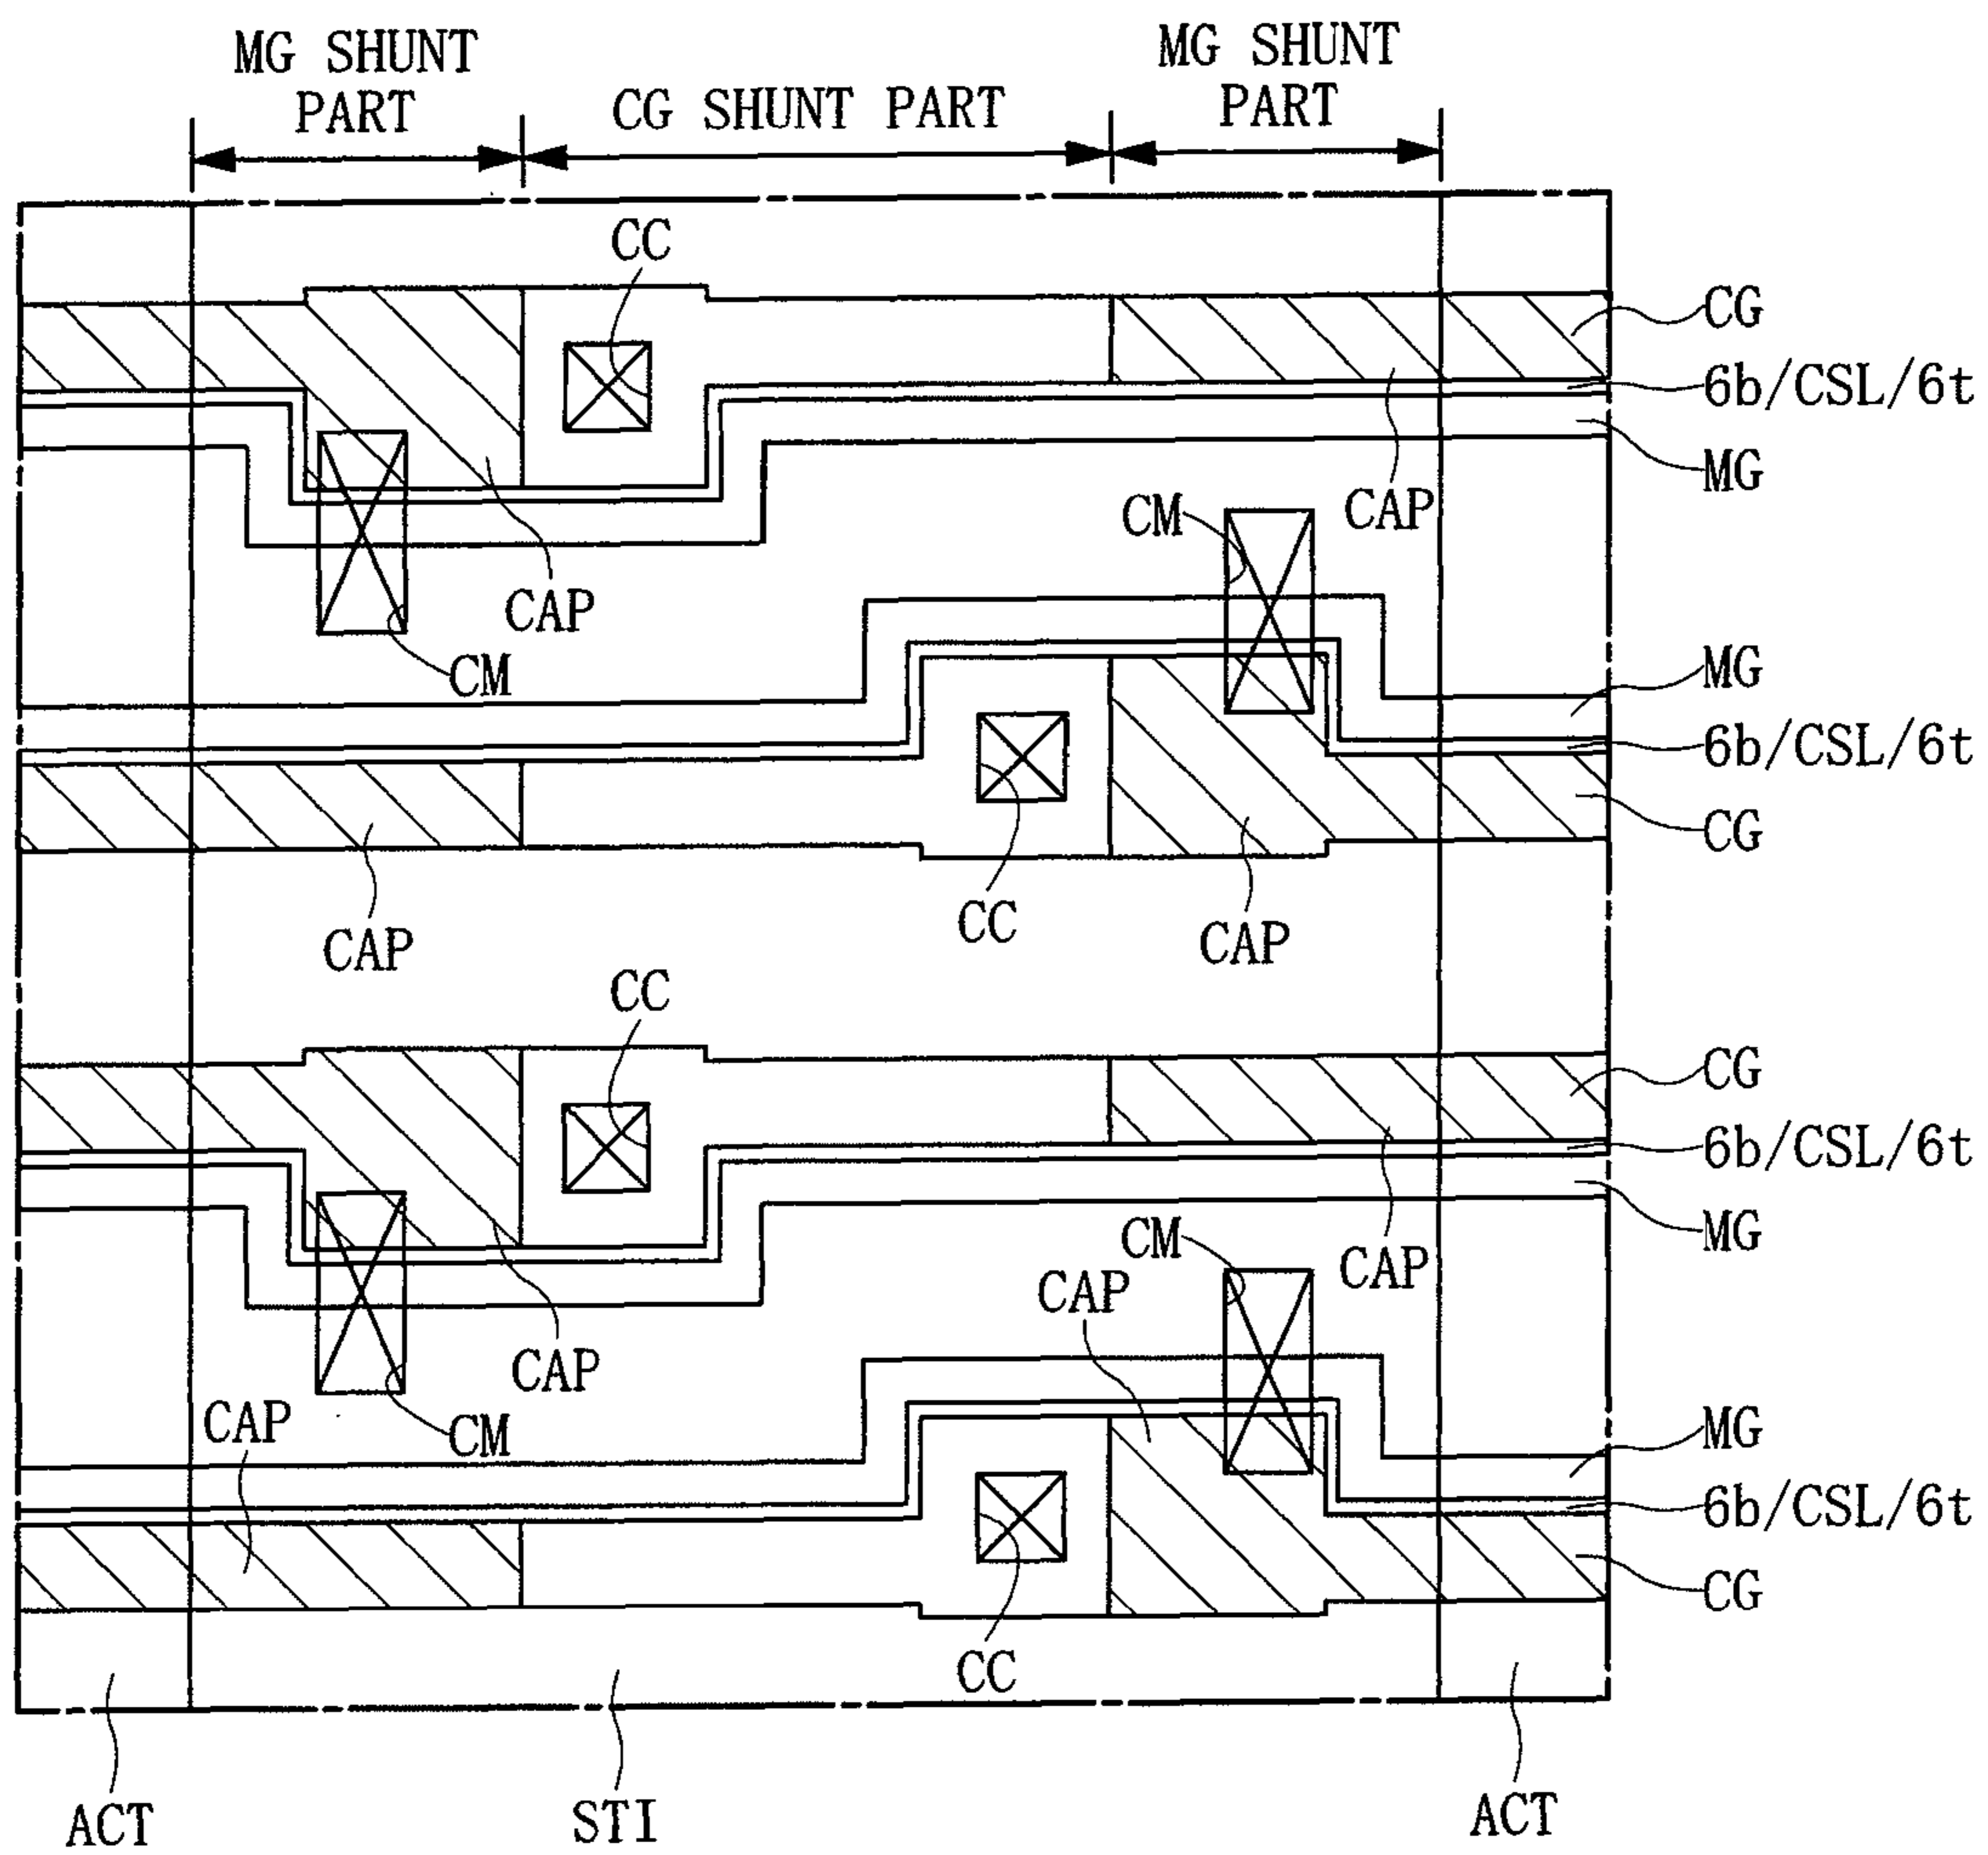 MG SHUNT
PART
CG SHUNT PART
MG SHUNT
PART
CC
CG
6b/CSL/6t
MG
CAP
CM
CAP
CM
MG
6b/CSL/6t
CG
CC
CAP
CAP
CC
CG
6b/CSL/6t
MG
CM
CAP
CAP
CAP
CAP
CM
MG
6b/CSL/6t
CG
CC
ACT
STI
ACT